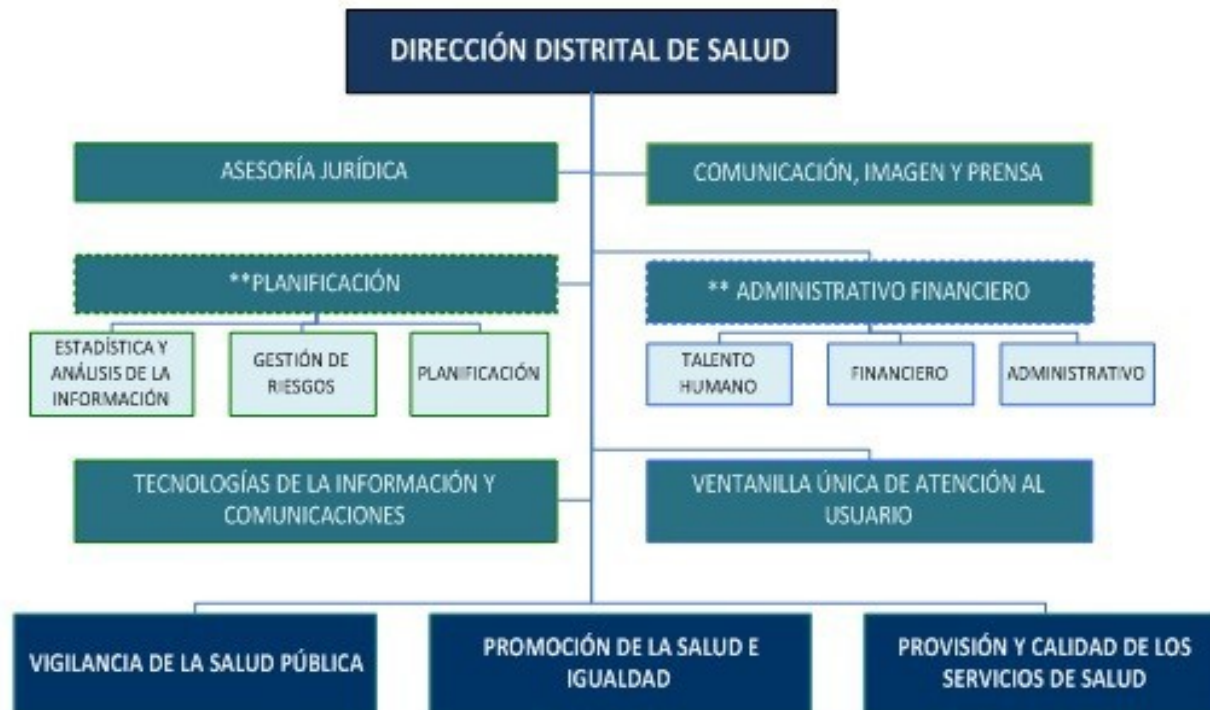 DIRECCIÓN DISTRITAL DE SALUD
ASESORÍA JURÍDICA
COMUNICACIÓN, IMAGEN Y PRENSA
**PLANIFICACIÓN
** ADMINISTRATIVO FINANCIERO
ESTADÍSTICA Y
ANÁLISIS DE LA
INFORMACIÓN
GESTIÓN DE
RIESGOS
PLANIFICACIÓN
TALENTO
HUMANO
FINANCIERO
ADMINISTRATIVO
TECNOLOGÍAS DE LA INFORMACIÓN Y
COMUNICACIONES
VENTANILLA ÚNICA DE ATENCIÓN AL
USUARIO
VIGILANCIA DE LA SALUD PÚBLICA
PROMOCIÓN DE LA SALUD E
IGUALDAD
PROVISIÓN Y CALIDAD DE LOS
SERVICIOS DE SALUD